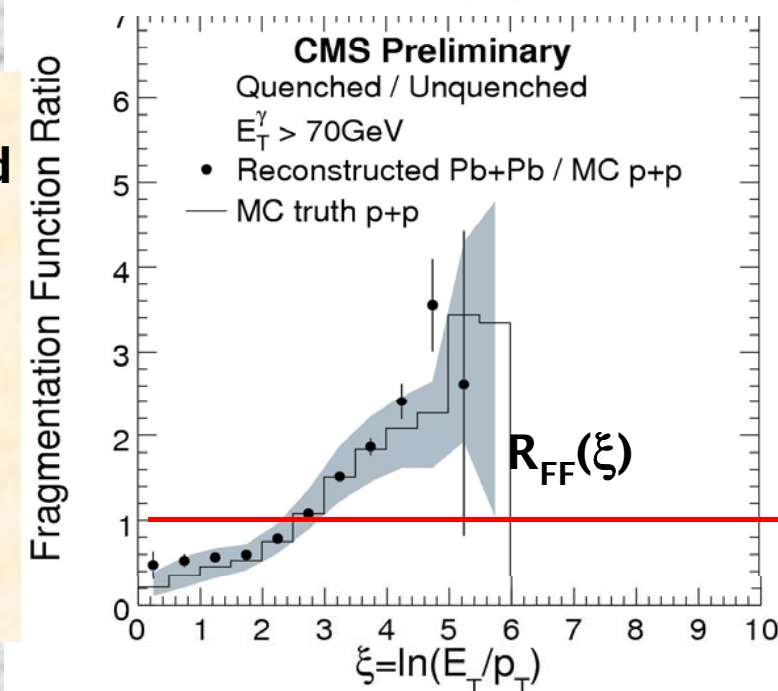 d
7
6
5
4
3
2
1
0
Fragmentation Function Ratio
CMS Preliminary
Quenched / Unquenched
E_T^γ > 70GeV
Reconstructed Pb+Pb / MC p+p
MC truth p+p
R_FF(ξ)
0 1 2 3 4 5 6 7 8 9 10
ξ=ln(E_T/p_T)